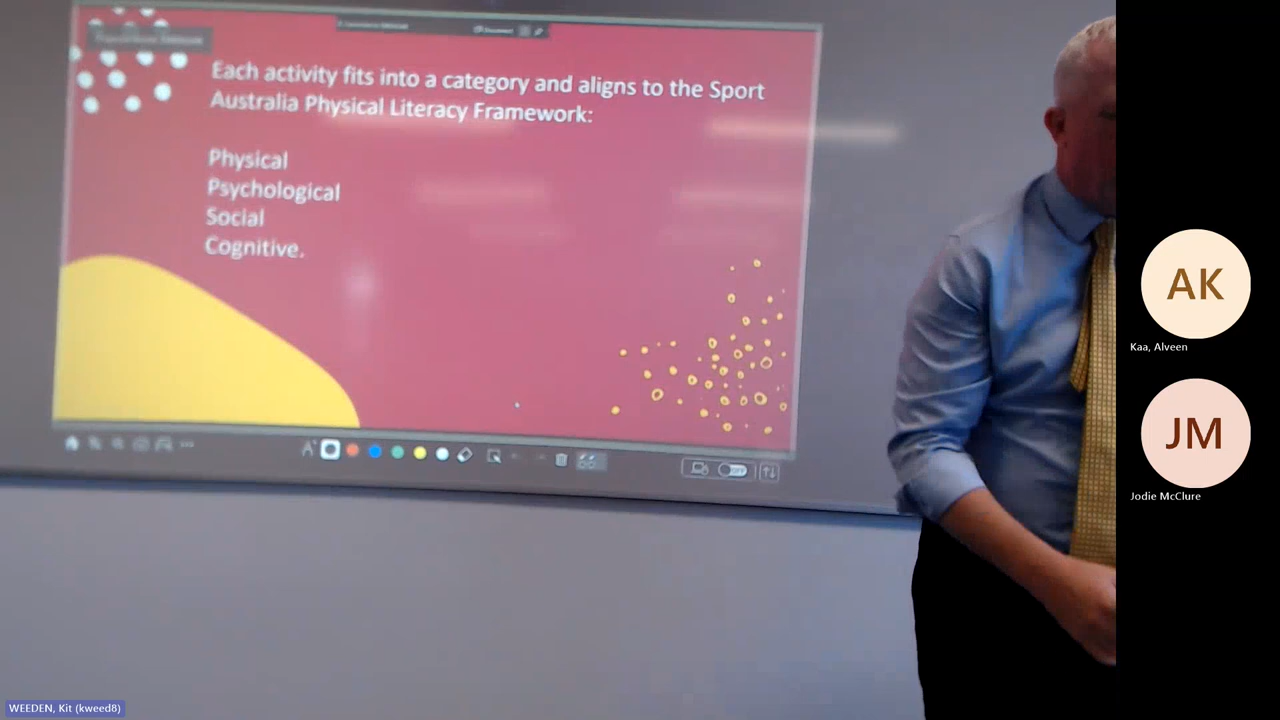 Each activity fits into a category and aligns to the Sport
Australia Physical Literacy Framework:
Physical
Psychological
Social
Cognitive.
OFF
AK
Kaa, Alveen
JM
Jodie McClure
WEEDEN, Kit (kweed8)